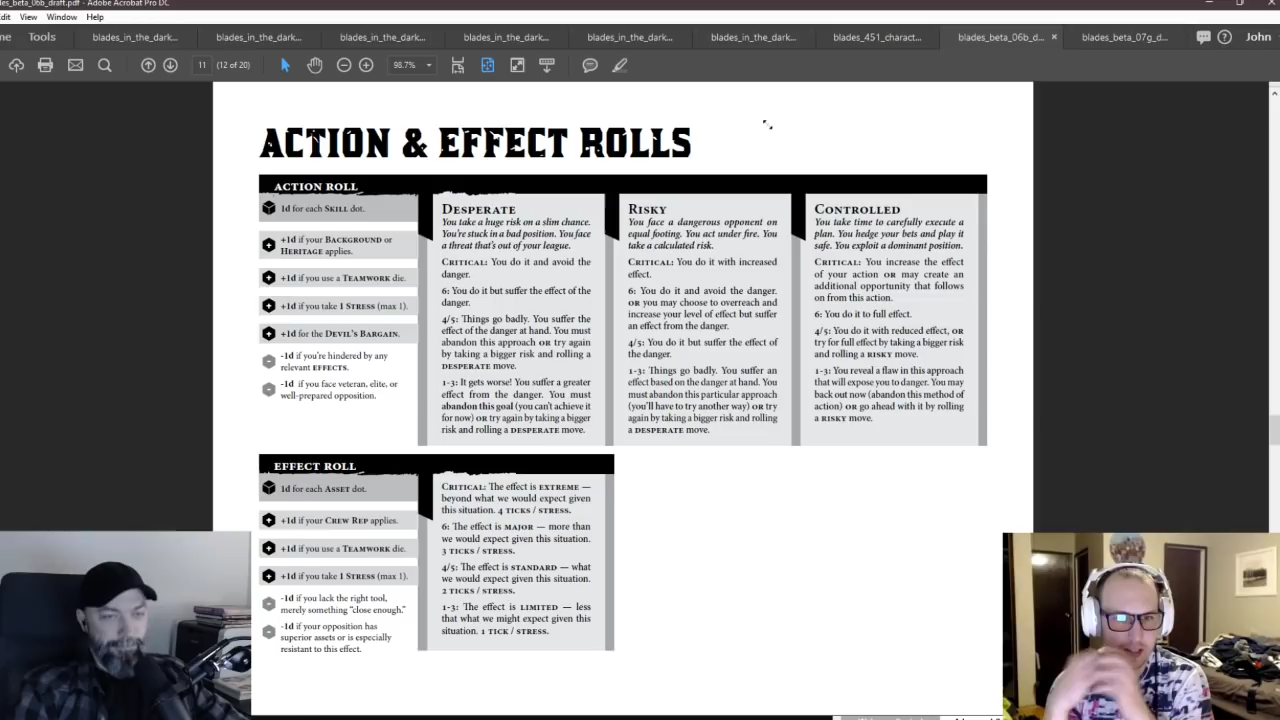 des_beta_06b_draft.pdf - Adobe Acrobat Pro DC
Edit View Window Help
me Tools blades_in_the_dark... blades_in_the_dark... blades_in_the_dark... blades_in_the_dark... blades_in_the_dark... blades_in_the_dark... blades_451_charact... blades_beta_06b_d... × blades_beta_07g_d... John
11 (12 of 20) 98.7%
ACTION & EFFECT ROLLS
ACTION ROLL
1d for each SKILL dot.
+1d if your BACKGROUND or
HERITAGE applies.
+1d if you use a TEAMWORK die.
+1d if you take 1 STRESS (max 1).
+1d for the DEVIL'S BARGAIN.
-1d if you're hindered by any
relevant EFFECTS.
-1d if you face veteran, elite, or
well-prepared opposition.
DESPERATE
You take a huge risk on a slim chance.
You're stuck in a bad position. You face
a threat that's out of your league.
CRITICAL: You do it and avoid the
danger.
6: You do it but suffer the effect of the
danger.
4/5: Things go badly. You suffer the
effect of the danger at hand. You must
abandon this approach OR try again
by taking a bigger risk and rolling a
DESPERATE move.
1-3: It gets worse! You suffer a greater
effect from the danger. You must
abandon this goal (you can't achieve it
for now) OR try again by taking a bigger
risk and rolling a DESPERATE move.
RISKY
You face a dangerous opponent on
equal footing. You act under fire. You
take a calculated risk.
CRITICAL: You do it with increased
effect.
6: You do it and avoid the danger.
OR you may choose to overreach and
increase your level of effect but suffer
an effect from the danger.
4/5: You do it but suffer the effect of
the danger.
1-3: Things go badly. You suffer an
effect based on the danger at hand. You
must abandon this particular approach
(you'll have to try another way) OR try
again by taking a bigger risk and rolling
a DESPERATE move.
CONTROLLED
You take time to carefully execute a
plan. You hedge your bets and play it
safe. You exploit a dominant position.
CRITICAL: You increase the effect
of your action OR may create an
additional opportunity that follows
on from this action.
6: You do it to full effect.
4/5: You do it with reduced effect, OR
try for full effect by taking a bigger risk
and rolling a RISKY move.
1-3: You reveal a flaw in this approach
that will expose you to danger. You may
back out now (abandon this method of
action) OR go ahead with it by rolling
a RISKY move.
EFFECT ROLL
1d for each ASSET dot.
+1d if your CREW REP applies.
+1d if you use a TEAMWORK die.
+1d if you take 1 STRESS (max 1).
-1d if you lack the right tool,
merely something "close enough."
-1d if your opposition has
superior assets or is especially
resistant to this effect.
CRITICAL: The effect is EXTREME —
beyond what we would expect given
this situation. 4 TICKS / STRESS.
6: The effect is MAJOR — more than
we would expect given this situation.
3 TICKS / STRESS.
4/5: The effect is STANDARD — what
we would expect given this situation.
2 TICKS / STRESS.
1-3: The effect is LIMITED — less
that what we might expect given this
situation. 1 TICK / STRESS.